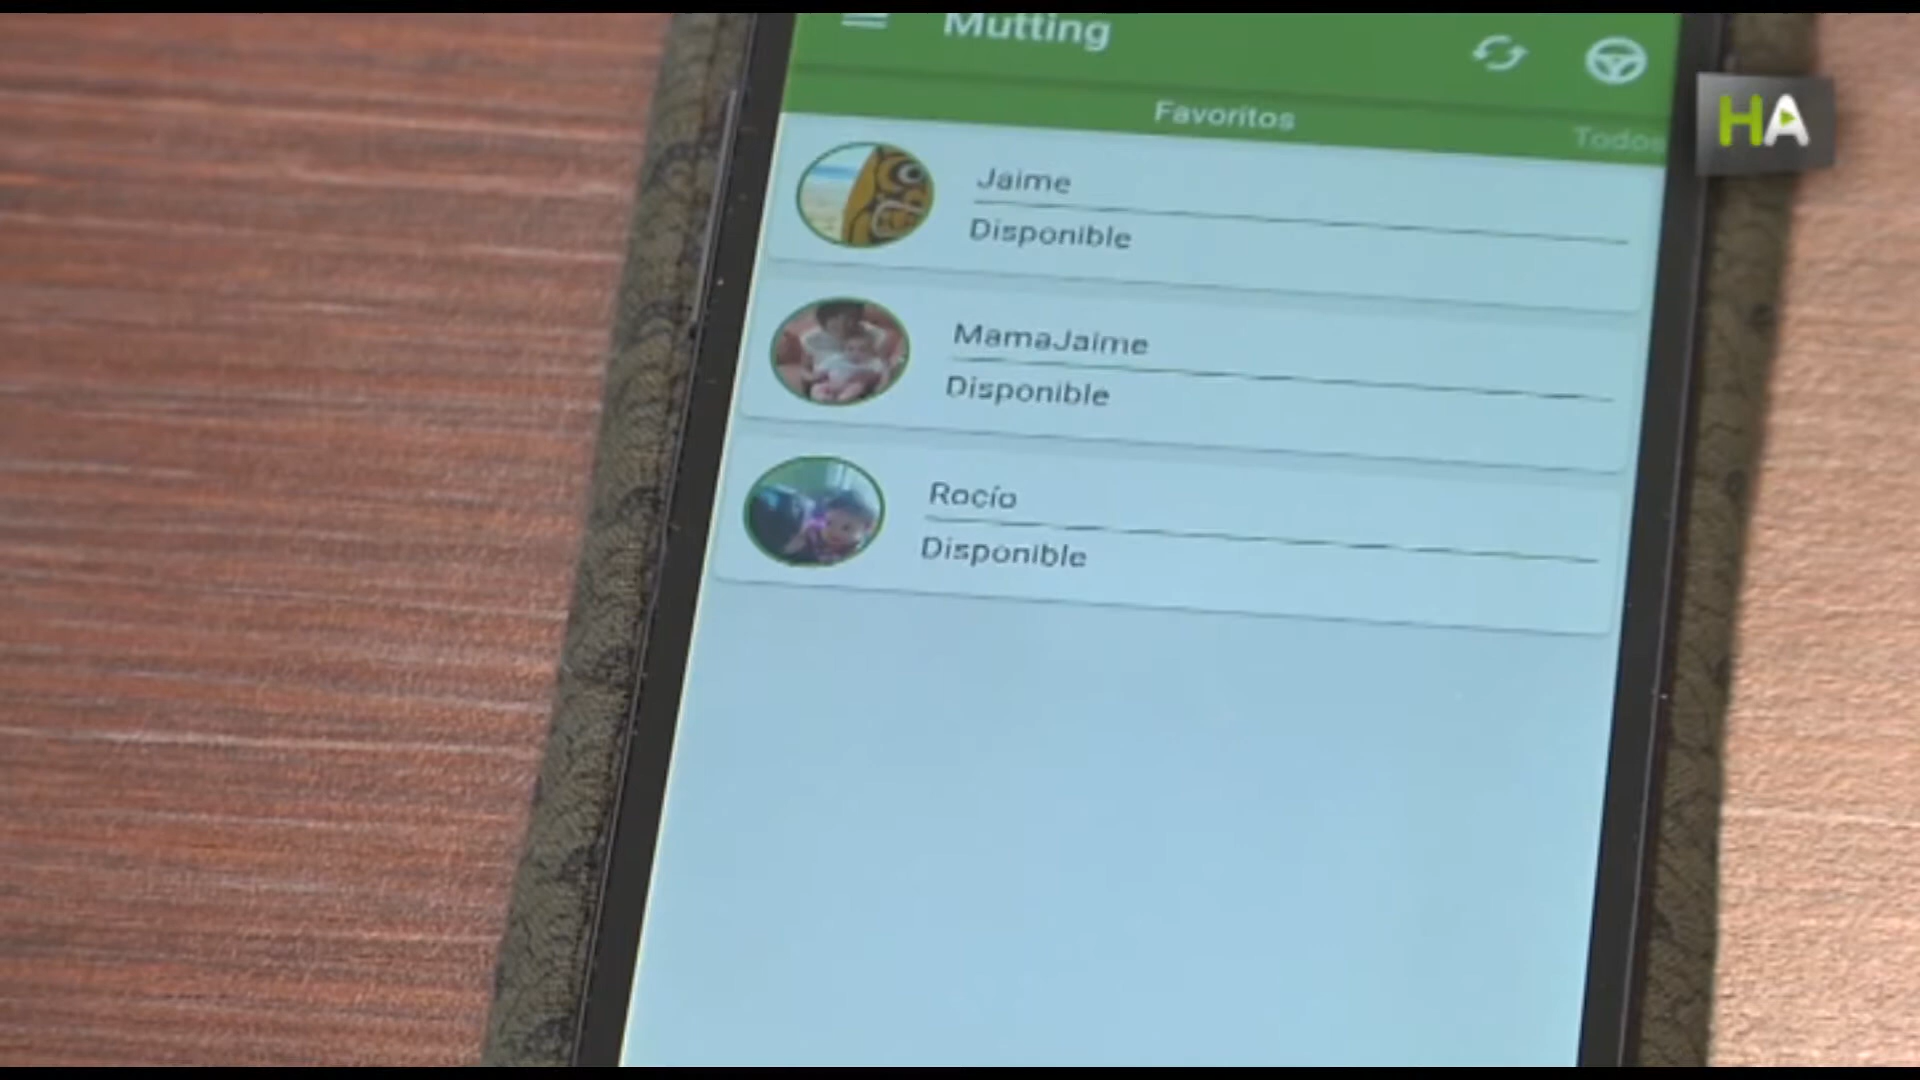 Mutting
Favoritos
Todos
Jaime
Disponible
MamaJaime
Disponible
Rocío
Disponible
HA